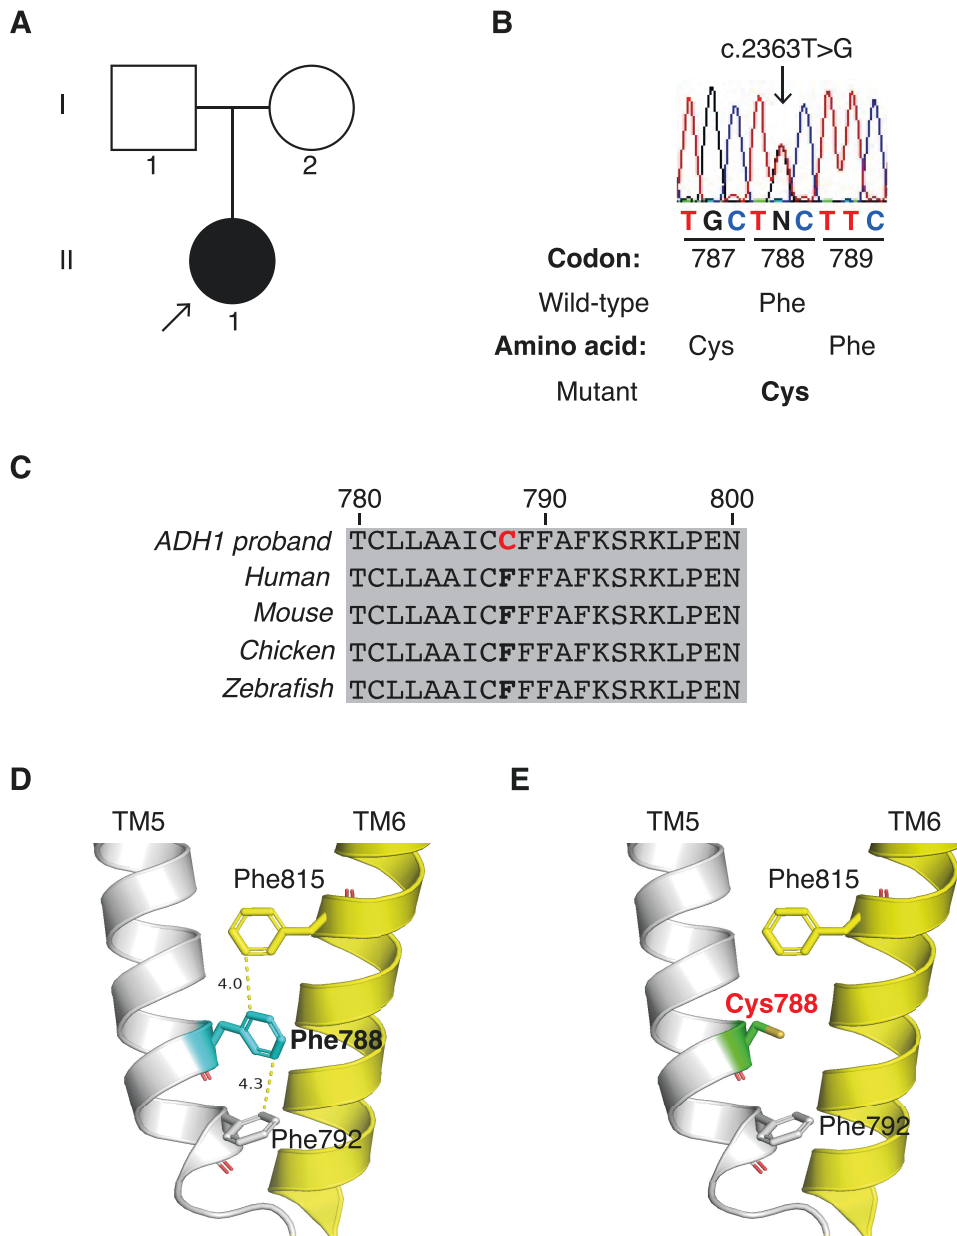 A
I
1
2
II
1
B
c.2363T>G
TGCTNCTTC
Codon: 787 788 789
Wild-type Phe
Amino acid: Cys Phe
Mutant Cys
C
780 790 800
ADH1 proband TCLLAAICCFFAFKSRKLPEN
Human TCLLAAICFFFAFKSRKLPEN
Mouse TCLLAAICFFFAFKSRKLPEN
Chicken TCLLAAICFFFAFKSRKLPEN
Zebrafish TCLLAAICFFFAFKSRKLPEN
D
TM5 TM6
Phe815
4.0
Phe788
4.3
Phe792
E
TM5 TM6
Phe815
Cys788
Phe792